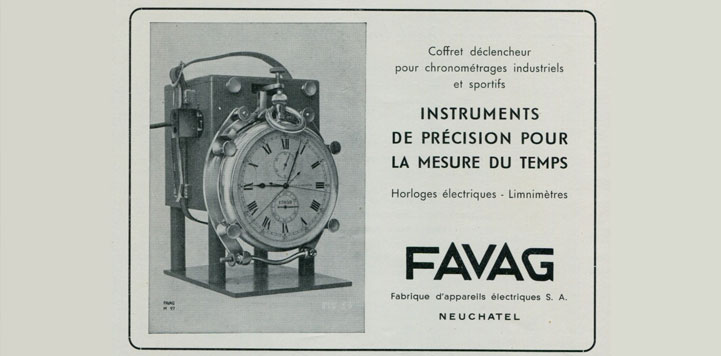 Coffret déclencheur
pour chronométrages industriels
et sportifs
INSTRUMENTS
DE PRÉCISION POUR
LA MESURE DU TEMPS
Horloges électriques - Limnimètres
FAVAG
Fabrique d'appareils électriques S. A.
NEUCHATEL
FAVAG